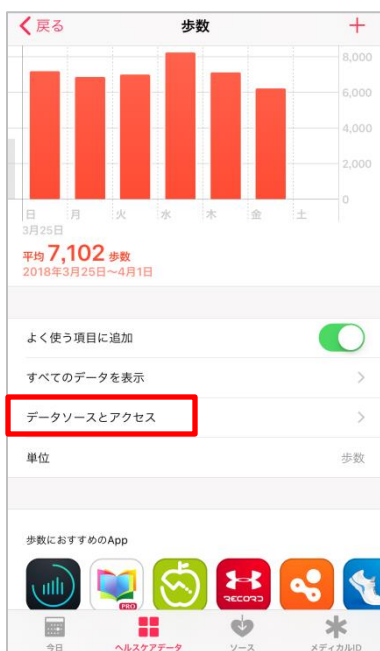 戻る 歩数
8,000
6,000
4,000
2,000
0
日 月 火 水 木 金 土
3月25日
平均 7,102 歩数
2018年3月25日～4月1日
よく使う項目に追加
すべてのデータを表示
データソースとアクセス
単位 歩数
歩数におすすめのApp
PRO
RECORD
今日 ヘルスケアデータ ソース メディカルID